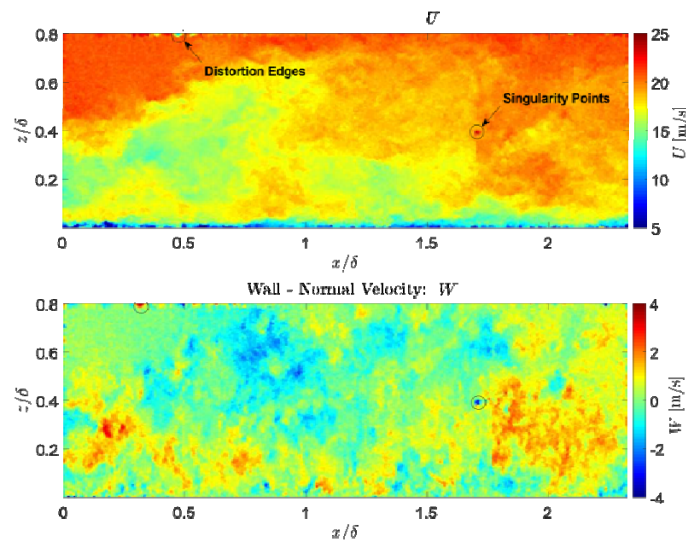 U
0.8
0.6
0.4
0.2
Distortion Edges
Singularity Points
0 0.5 1 1.5 2
x/δ
z/δ
25
20
15
10
5
U [m/s]
Wall - Normal Velocity: W
0.8
0.6
0.4
0.2
0 0.5 1 1.5 2
x/δ
z/δ
4
2
0
-2
-4
W [m/s]